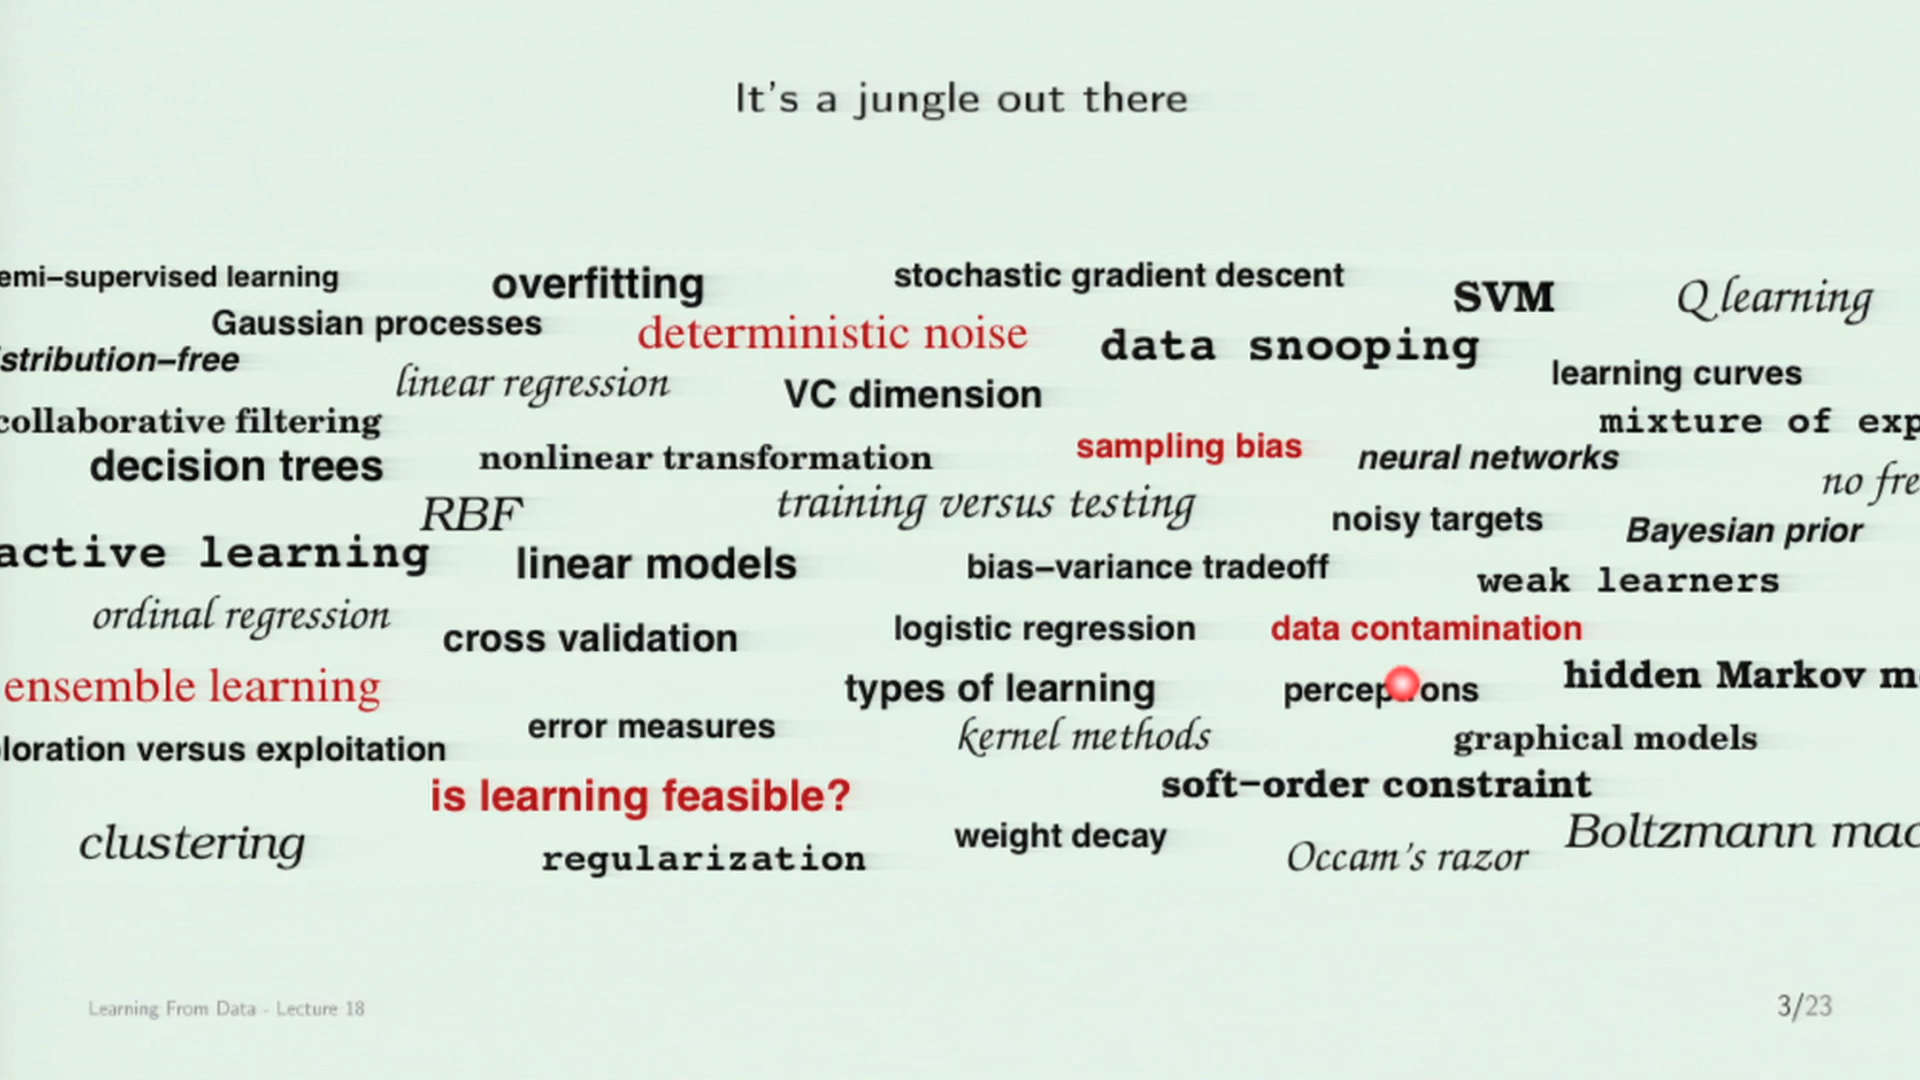 It's a jungle out there
emi–supervised learning
overfitting
stochastic gradient descent
SVM
Q learning
Gaussian processes
deterministic noise
data snooping
stribution–free
linear regression
VC dimension
learning curves
collaborative filtering
mixture of exp
decision trees
nonlinear transformation
sampling bias
neural networks
no fre
RBF
training versus testing
noisy targets
Bayesian prior
active learning
linear models
bias–variance tradeoff
weak learners
ordinal regression
cross validation
logistic regression
data contamination
ensemble learning
types of learning
hidden Markov m
error measures
kernel methods
graphical models
loration versus exploitation
is learning feasible?
soft–order constraint
clustering
regularization
weight decay
Occam's razor
Boltzmann mac
Learning From Data - Lecture 18
3/23